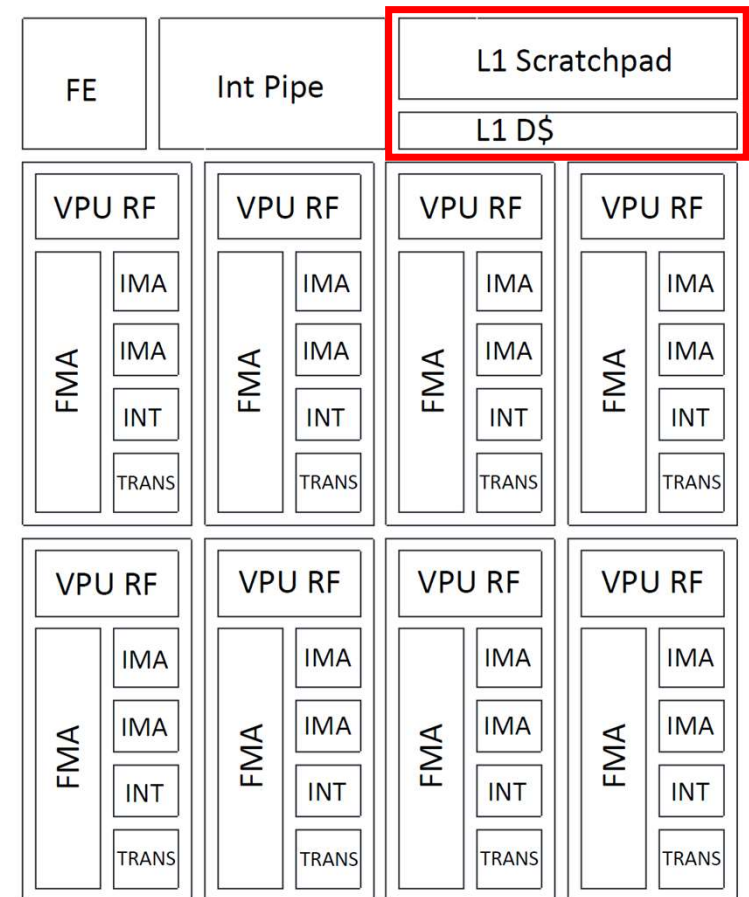 FE
Int Pipe
L1 Scratchpad
L1 D$
VPU RF
FMA
IMA
IMA
INT
TRANS
VPU RF
FMA
IMA
IMA
INT
TRANS
VPU RF
FMA
IMA
IMA
INT
TRANS
VPU RF
FMA
IMA
IMA
INT
TRANS
VPU RF
FMA
IMA
IMA
INT
TRANS
VPU RF
FMA
IMA
IMA
INT
TRANS
VPU RF
FMA
IMA
IMA
INT
TRANS
VPU RF
FMA
IMA
IMA
INT
TRANS